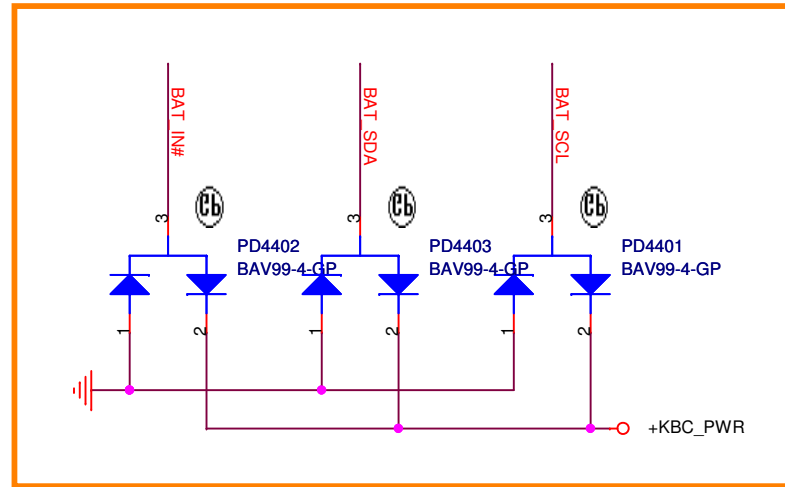 BAT_IN#
BAT_SDA
BAT_SCL
3
3
3
PD4402
BAV99-4-GP
PD4403
BAV99-4-GP
PD4401
BAV99-4-GP
1
2
1
2
1
2
+KBC_PWR